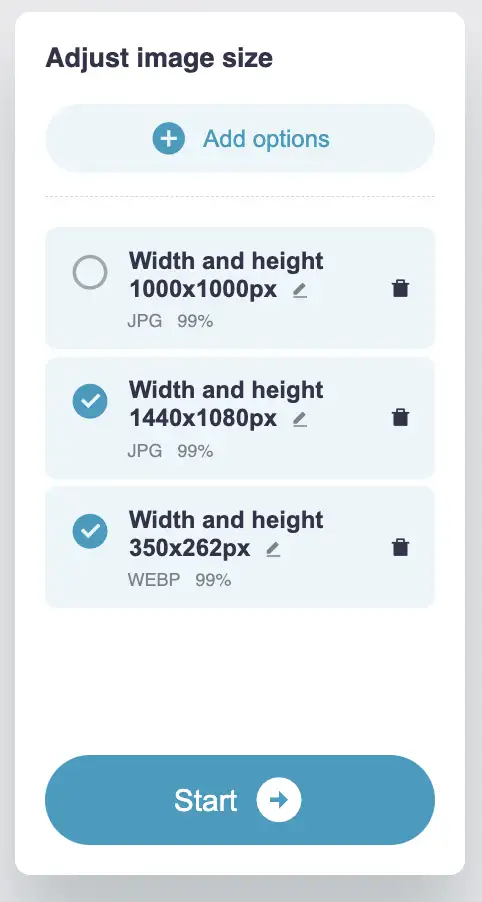 Adjust image size
Add options
Width and height
1000x1000px
JPG 99%
Width and height
1440x1080px
JPG 99%
Width and height
350x262px
WEBP 99%
Start